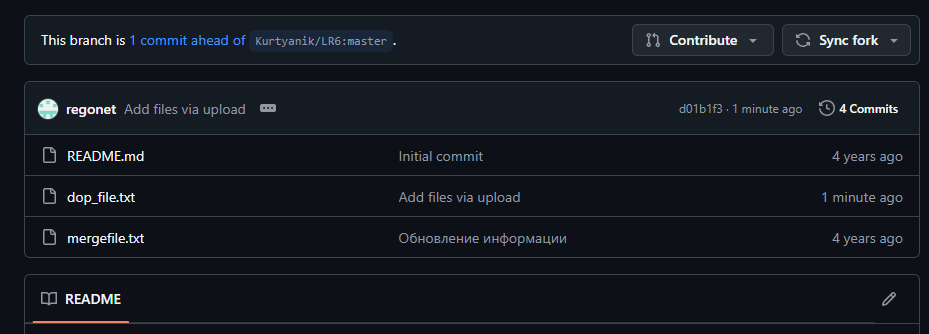 This branch is 1 commit ahead of Kurtyanik/LR6:master.
Contribute
Sync fork
regonet Add files via upload
d01b1f3 · 1 minute ago
4 Commits
README.md Initial commit 4 years ago
dop_file.txt Add files via upload 1 minute ago
mergefile.txt Обновление информации 4 years ago
README